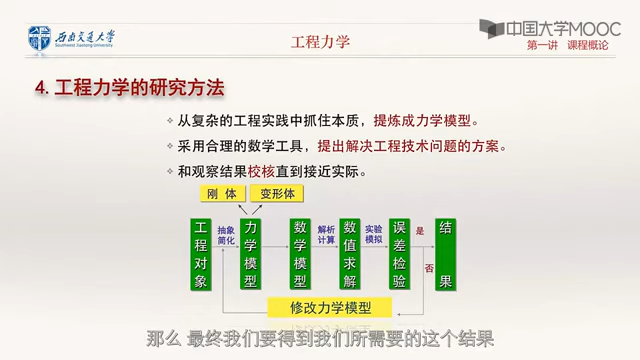 西南交通大学
Southwest Jiaotong University
工程力学
中国大学MOOC
第一讲 课程概论
4. 工程力学的研究方法
从复杂的工程实践中抓住本质，提炼成力学模型。
采用合理的数学工具，提出解决工程技术问题的方案。
和观察结果校核直到接近实际。
刚 体
变形体
工程对象
抽象
简化
力学模型
数学模型
解析
计算
数值求解
实验
模拟
误差检验
是
否
结果
修改力学模型
那么 最终我们要得到我们所需要的这个结果